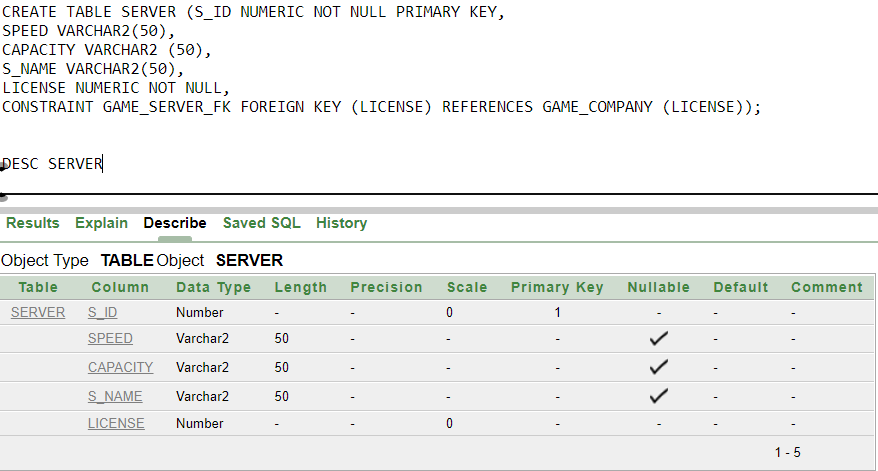 CREATE TABLE SERVER (S_ID NUMERIC NOT NULL PRIMARY KEY,
SPEED VARCHAR2(50),
CAPACITY VARCHAR2 (50),
S_NAME VARCHAR2(50),
LICENSE NUMERIC NOT NULL,
CONSTRAINT GAME_SERVER_FK FOREIGN KEY (LICENSE) REFERENCES GAME_COMPANY (LICENSE));
DESC SERVER
Results Explain Describe Saved SQL History
Object Type TABLE Object SERVER
Table Column Data Type Length Precision Scale Primary Key Nullable Default Comment
SERVER S_ID Number - - 0 1 - - -
SPEED Varchar2 50 - - - ✓ - -
CAPACITY Varchar2 50 - - - ✓ - -
S_NAME Varchar2 50 - - - ✓ - -
LICENSE Number - - 0 - - - -
1 - 5